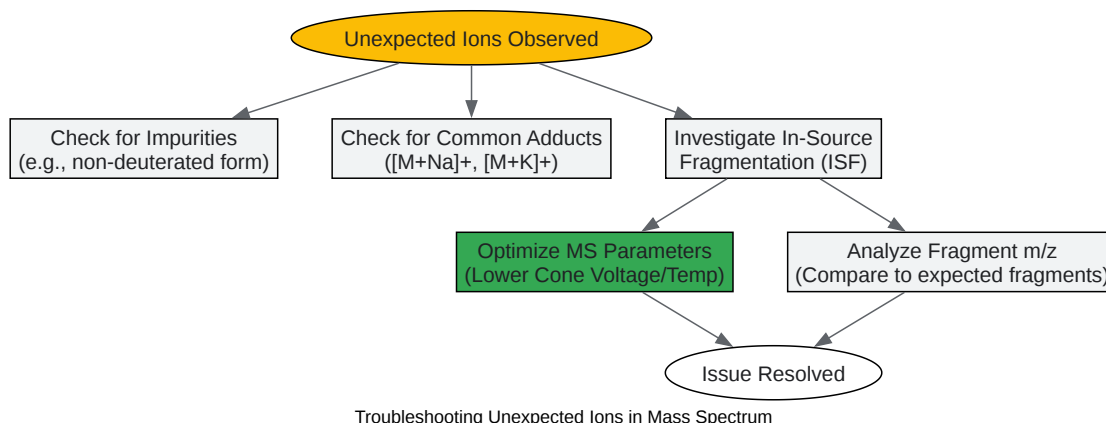 Unexpected Ions Observed
Check for Impurities
(e.g., non-deuterated form)
Check for Common Adducts
([M+Na]+, [M+K]+)
Investigate In-Source
Fragmentation (ISF)
Optimize MS Parameters
(Lower Cone Voltage/Temp)
Analyze Fragment m/z
(Compare to expected fragments)
Issue Resolved
Troubleshooting Unexpected Ions in Mass Spectrum